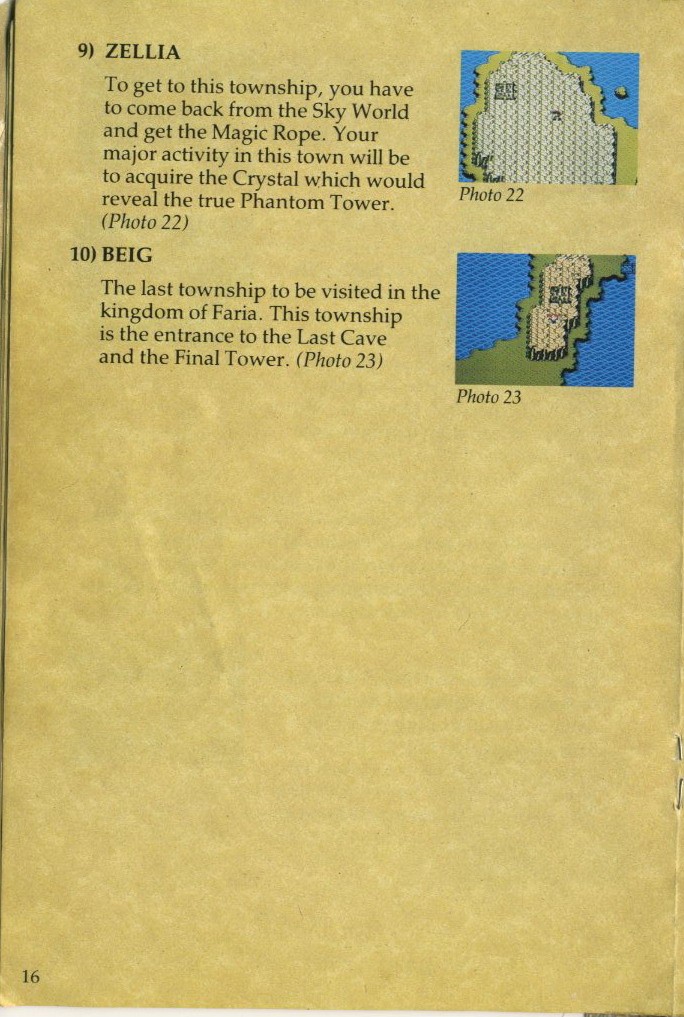 9) ZELLIA
To get to this township, you have
to come back from the Sky World
and get the Magic Rope. Your
major activity in this town will be
to acquire the Crystal which would
reveal the true Phantom Tower.
(Photo 22)
Photo 22
10) BEIG
The last township to be visited in the
kingdom of Faria. This township
is the entrance to the Last Cave
and the Final Tower. (Photo 23)
Photo 23
16